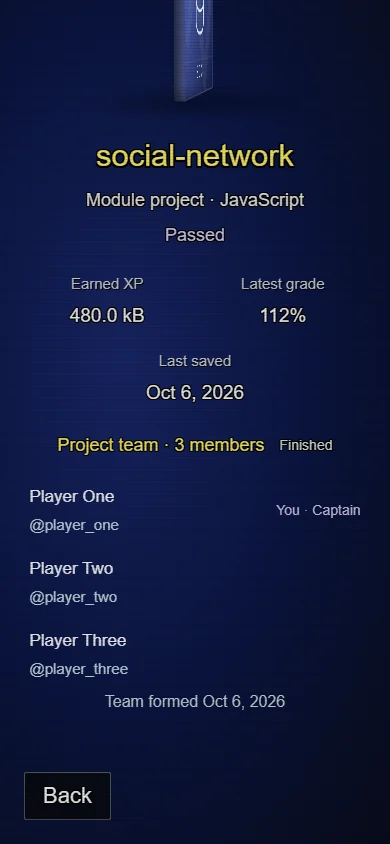 social-network
Module project · JavaScript
Passed
Earned XP
480.0 kB
Latest grade
112%
Last saved
Oct 6, 2026
Project team · 3 members Finished
Player One
@player_one
You · Captain
Player Two
@player_two
Player Three
@player_three
Team formed Oct 6, 2026
Back